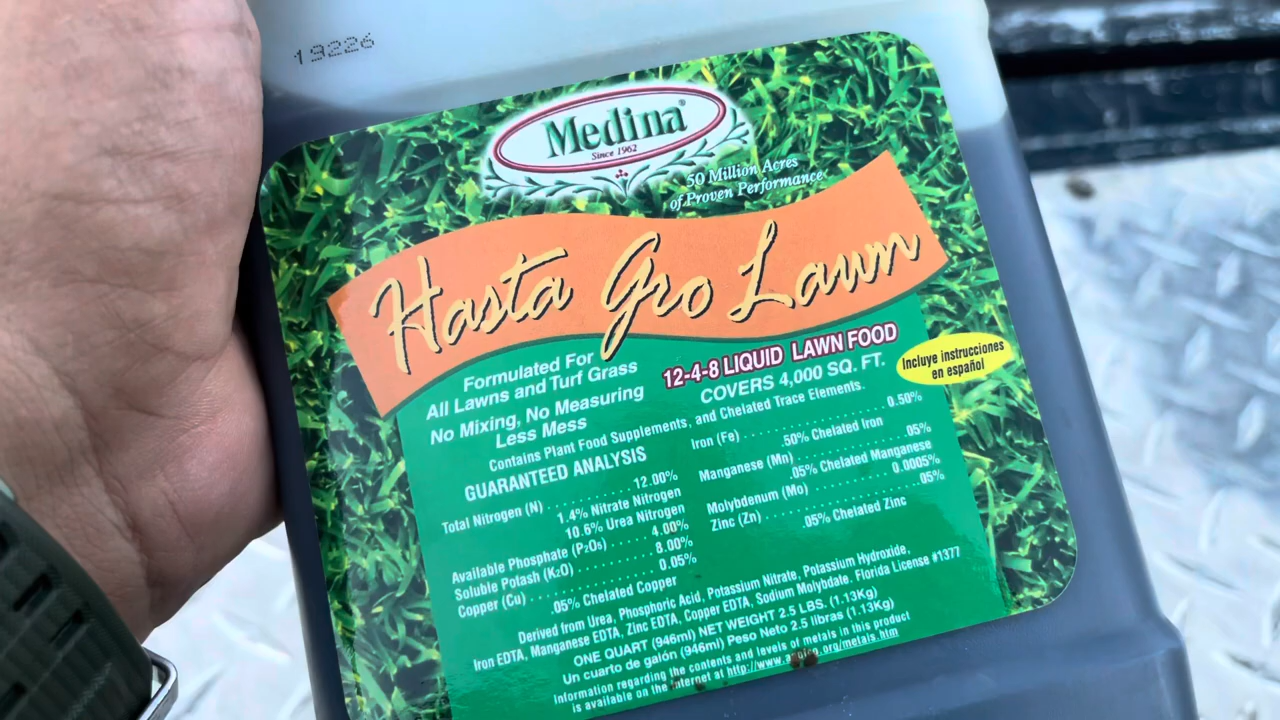 19226
Medina®
Since 1962
50 Million Acres
of Proven Performance
Hasta Gro Lawn
Formulated For
All Lawns and Turf Grass
No Mixing, No Measuring
Less Mess
12-4-8 LIQUID LAWN FOOD
COVERS 4,000 SQ. FT.
Incluye instrucciones
en español
Contains Plant Food Supplements, and Chelated Trace Elements.
GUARANTEED ANALYSIS
Total Nitrogen (N) . . . . . . . . . . . . . . . 12.00%
1.4% Nitrate Nitrogen
10.6% Urea Nitrogen
Available Phosphate (P₂O₅) . . . . . . 4.00%
Soluble Potash (K₂O) . . . . . . . . . . . 8.00%
Copper (Cu) . . . . . . . . . . . . . . . . . . 0.05%
.05% Chelated Copper
Iron (Fe) . . . . . . . . . . . . . . . . . . . 0.50%
.50% Chelated Iron
Manganese (Mn) . . . . . . . . . . . . . . .05%
.05% Chelated Manganese
Molybdenum (Mo) . . . . . . . . . . . 0.0005%
Zinc (Zn) . . . . . . . . . . . . . . . . . . . . .05%
.05% Chelated Zinc
Derived from Urea, Phosphoric Acid, Potassium Nitrate, Potassium Hydroxide,
Iron EDTA, Manganese EDTA, Zinc EDTA, Copper EDTA, Sodium Molybdate. Florida License #1377
ONE QUART (946ml) NET WEIGHT 2.5 LBS. (1.13Kg)
Un cuarto de galón (946ml) Peso Neto 2.5 libras (1.13Kg)
Information regarding the contents and levels of metals in this product
is available on the Internet at